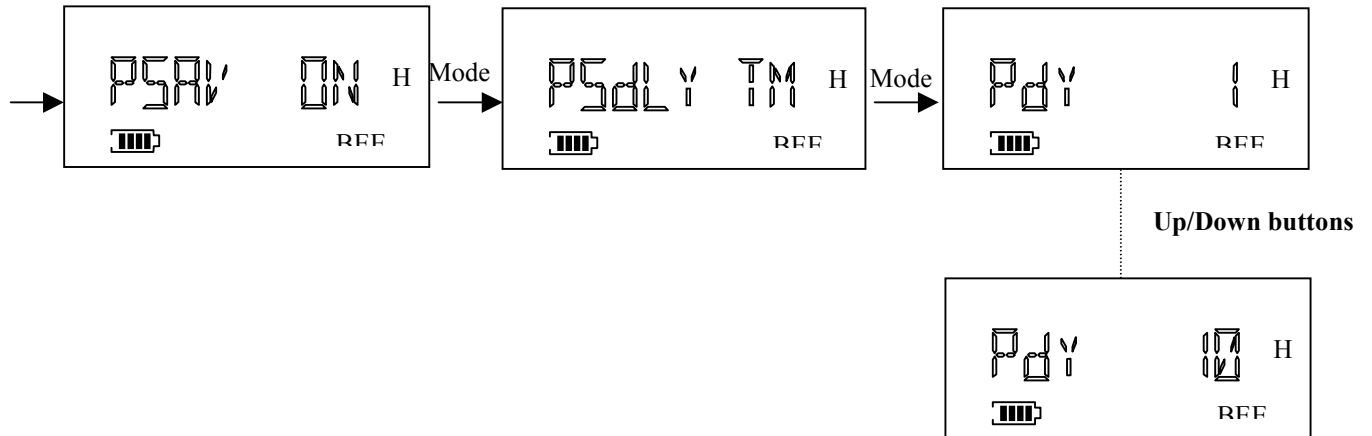 PSAV ON H
Mode
PSdLY TM H
Mode
PdY 1 H
Up/Down buttons
PdY 10 H